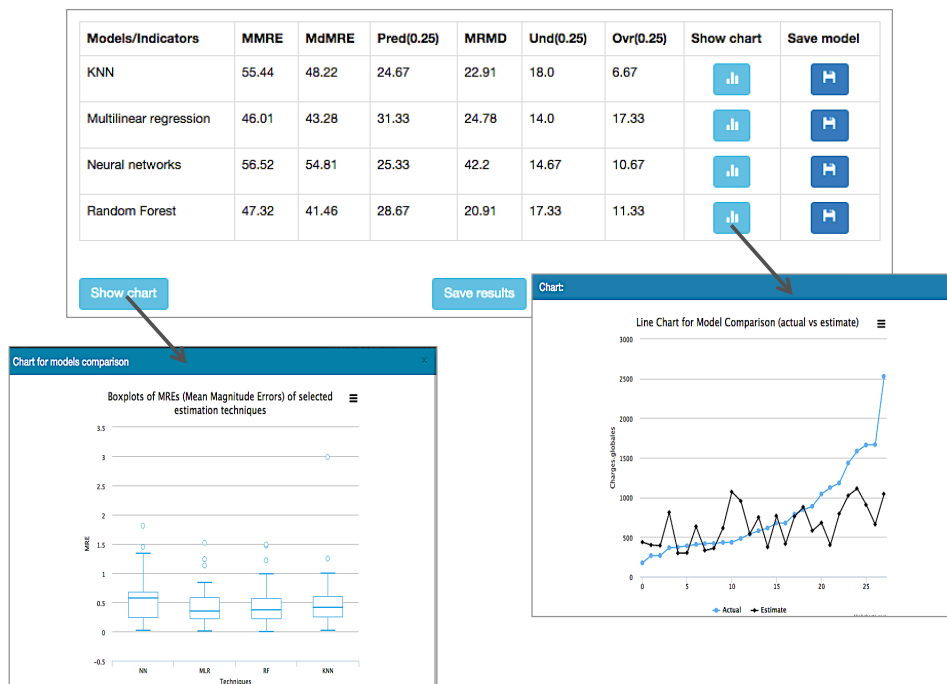 Models/Indicators MMRE MdMRE Pred(0.25) MRMD Und(0.25) Ovr(0.25) Show chart Save model
KNN 55.44 48.22 24.67 22.91 18.0 6.67
Multilinear regression 46.01 43.28 31.33 24.78 14.0 17.33
Neural networks 56.52 54.81 25.33 42.2 14.67 10.67
Random Forest 47.32 41.46 28.67 20.91 17.33 11.33
Show chart
Save results
Chart for models comparison x
Boxplots of MREs (Mean Magnitude Errors) of selected
estimation techniques
3.5
3
2.5
2
1.5
1
0.5
0
-0.5
MRE
NN MLR RF KNN
Techniques
Chart:
Line Chart for Model Comparison (actual vs estimate)
3000
2500
2000
1500
1000
500
0
Charges.globales
0 5 10 15 20 25
Actual Estimate